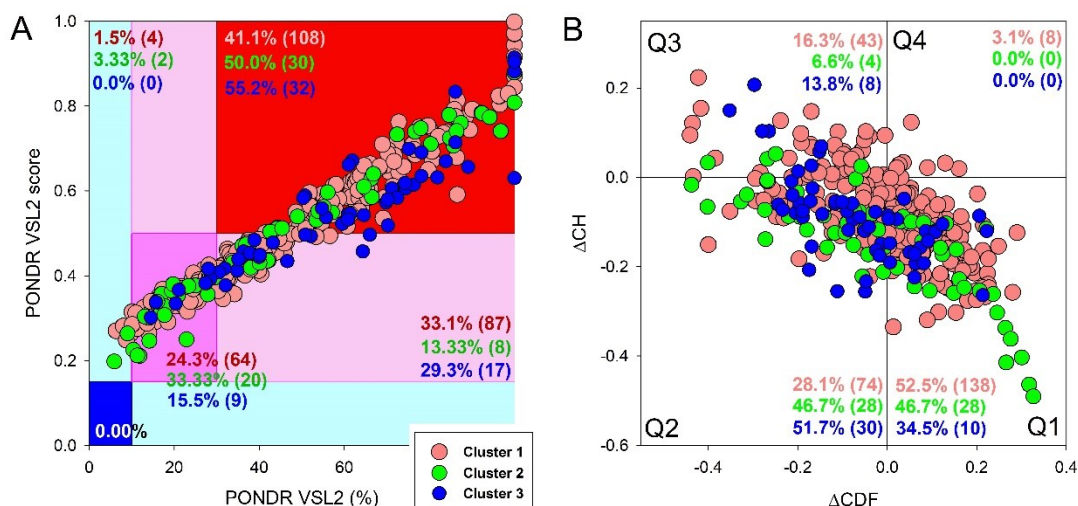 A
1.5% (4)
3.33% (2)
0.0% (0)
41.1% (108)
50.0% (30)
55.2% (32)
33.1% (87)
13.33% (8)
29.3% (17)
24.3% (64)
33.33% (20)
15.5% (9)
0.00%
1.0
0.8
0.6
0.4
0.2
0.0
PONDR VSL2 score
0 20 40 60
PONDR VSL2 (%)
Cluster 1
Cluster 2
Cluster 3
B
Q3
16.3% (43)
6.6% (4)
13.8% (8)
Q4
3.1% (8)
0.0% (0)
0.0% (0)
Q2
28.1% (74)
46.7% (28)
51.7% (30)
52.5% (138)
46.7% (28)
34.5% (10)
Q1
0.2
0.0
-0.2
-0.4
-0.6
ΔCH
-0.4 -0.2 0.0 0.2 0.4
ΔCDF